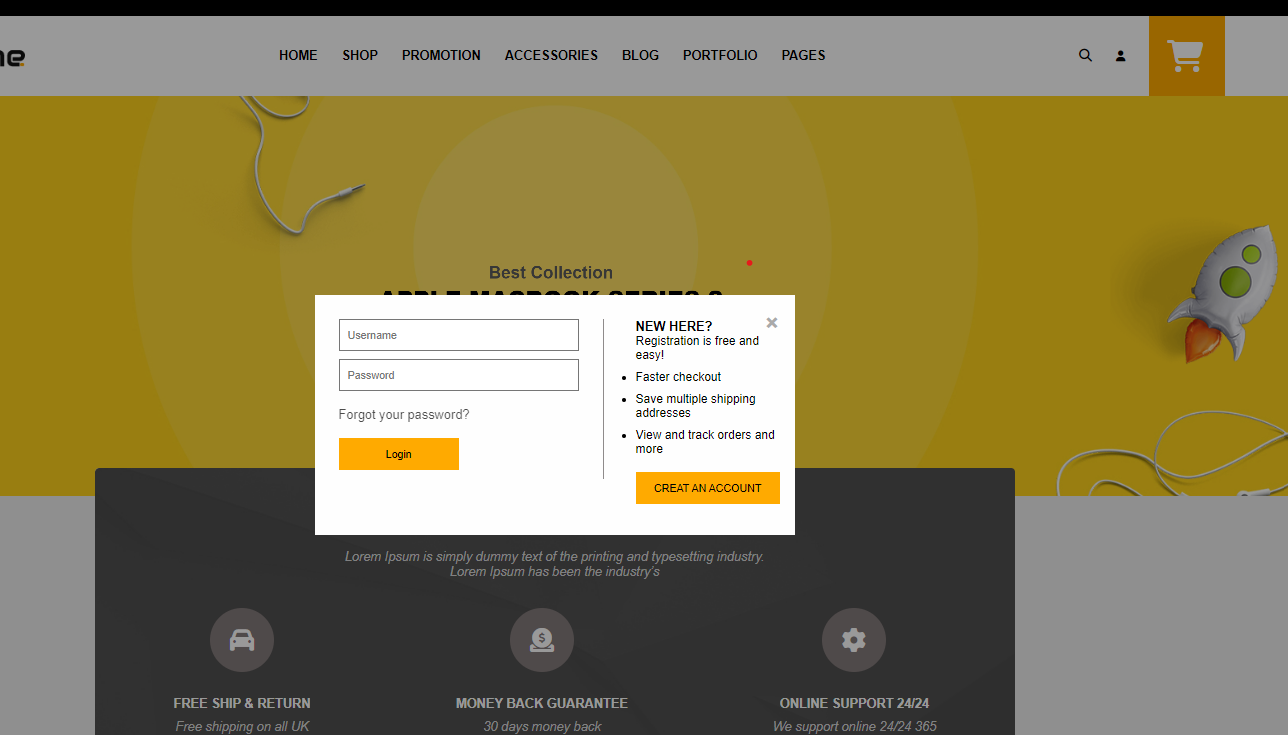 HOME SHOP PROMOTION ACCESSORIES BLOG PORTFOLIO PAGES
Best Collection
APPLE MACBOOK SERIES
Username
Password
Forgot your password?
Login
NEW HERE?
Registration is free and
easy!
Faster checkout
Save multiple shipping
addresses
View and track orders and
more
CREAT AN ACCOUNT
Lorem Ipsum is simply dummy text of the printing and typesetting industry.
Lorem Ipsum has been the industry's
FREE SHIP & RETURN
Free shipping on all UK
MONEY BACK GUARANTEE
30 days money back
ONLINE SUPPORT 24/24
We support online 24/24 365